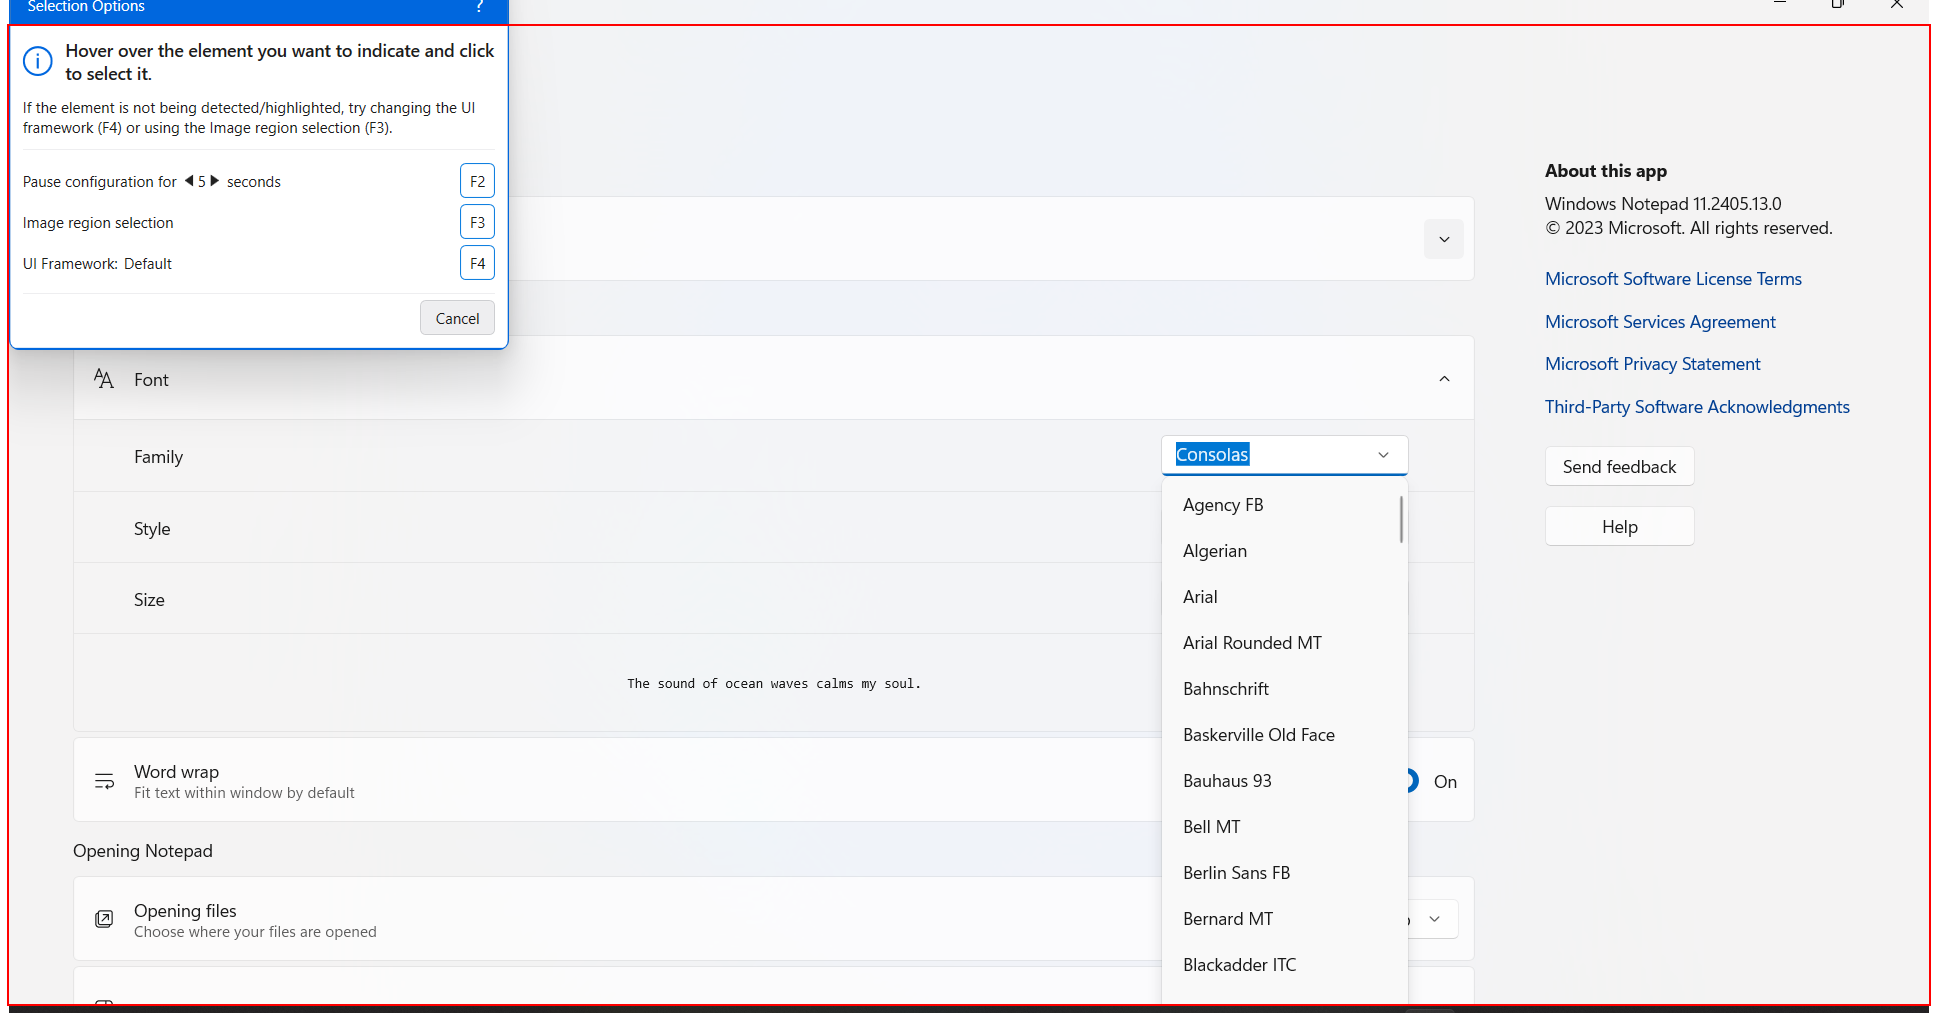 Selection Options ?
Hover over the element you want to indicate and click
to select it.
If the element is not being detected/highlighted, try changing the UI
framework (F4) or using the Image region selection (F3).
Pause configuration for 5 seconds F2
Image region selection F3
UI Framework: Default F4
Cancel
Font
Family
Consolas
Agency FB
Algerian
Arial
Arial Rounded MT
Bahnschrift
Baskerville Old Face
Bauhaus 93
Bell MT
Berlin Sans FB
Bernard MT
Blackadder ITC
Style
Size
The sound of ocean waves calms my soul.
Word wrap
Fit text within window by default
On
Opening Notepad
Opening files
Choose where your files are opened
About this app
Windows Notepad 11.2405.13.0
© 2023 Microsoft. All rights reserved.
Microsoft Software License Terms
Microsoft Services Agreement
Microsoft Privacy Statement
Third-Party Software Acknowledgments
Send feedback
Help